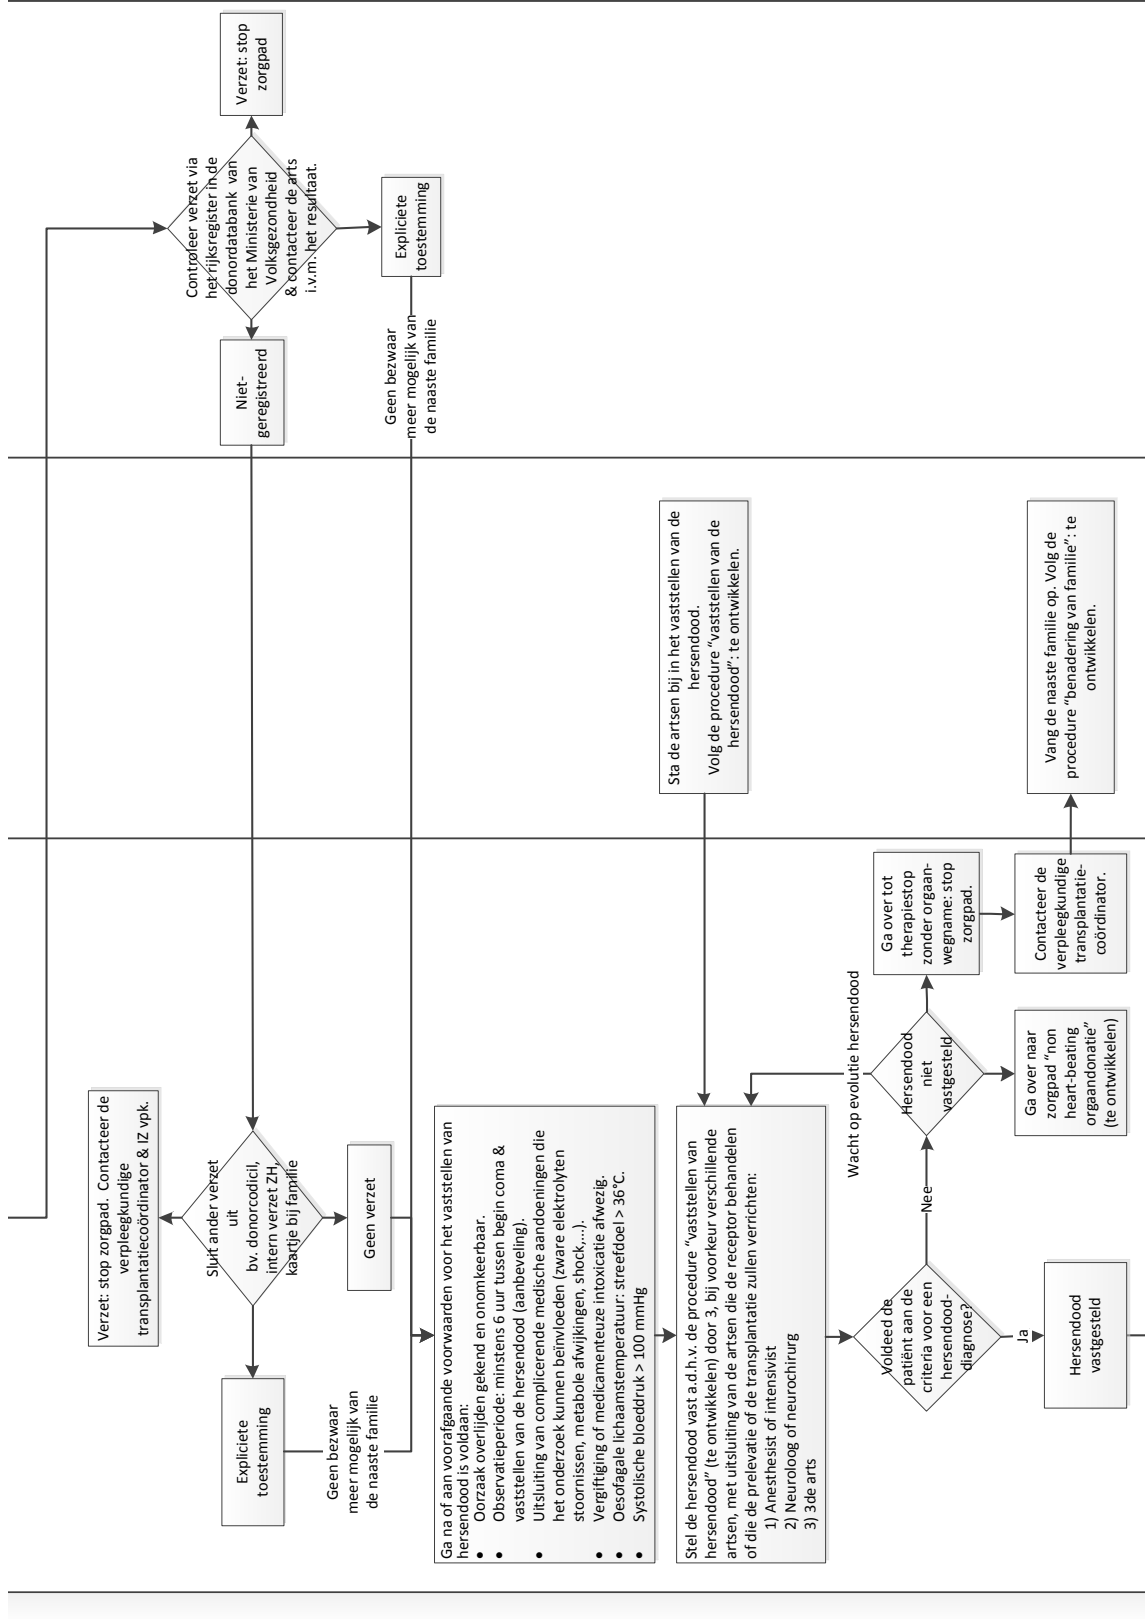 Verzet: stop
zorgpad
Controleer verzet via
het rijksregister in de
donordatabank van
het Ministerie van
Volksgezondheid
& contacteer de arts
i.v.m. het resultaat.
Expliciete
toestemming
Niet-
geregistreerd
Geen bezwaar
meer mogelijk van
de naaste familie
Verzet: stop zorgpad. Contacteer de
verpleegkundige
transplantatiecoördinator & IZ vpk.
Sluit ander verzet
uit
bv. donorcodicil,
intern verzet ZH,
kaartje bij familie
Geen verzet
Expliciete
toestemming
Geen bezwaar
meer mogelijk van
de naaste familie
Ga na of aan voorafgaande voorwaarden voor het vaststellen van
hersendood is voldaan:
• Oorzaak overlijden gekend en onomkeerbaar.
• Observatieperiode: minstens 6 uur tussen begin coma &
vaststellen van de hersendood (aanbeveling).
• Uitsluiting van complicerende medische aandoeningen die
het onderzoek kunnen beïnvloeden (zware elektrolyten
stoornissen, metabole afwijkingen, shock,...).
• Vergiftiging of medicamenteuze intoxicatie afwezig.
• Oesofagale lichaamstemperatuur: streefdoel > 36°C.
• Systolische bloeddruk > 100 mmHg
Sta de artsen bij in het vaststellen van de
hersendood.
Volg de procedure “vaststellen van de
hersendood”: te ontwikkelen.
Stel de hersendood vast a.d.h.v. de procedure “vaststellen van
hersendood” (te ontwikkelen) door 3, bij voorkeur verschillende
artsen, met uitsluiting van de artsen die de receptor behandelen
of die de prelevatie of de transplantatie zullen verrichten:
1) Anesthesist of intensivist
2) Neuroloog of neurochirurg
3) 3de arts
Wacht op evolutie hersendood
Voldeed de
patiënt aan de
criteria voor een
hersendood-
diagnose?
Nee
Ja
Hersendood
vastgesteld
Hersendood
niet
vastgesteld
Ga over tot
therapiestop
zonder orgaan-
wegname: stop
zorgpad.
Ga over naar
zorgpad “non
heart-beating
orgaandonatie”
(te ontwikkelen)
Contacteer de
verpleegkundige
transplantatie-
coördinator.
Vang de naaste familie op. Volg de
procedure “benadering van familie”: te
ontwikkelen.